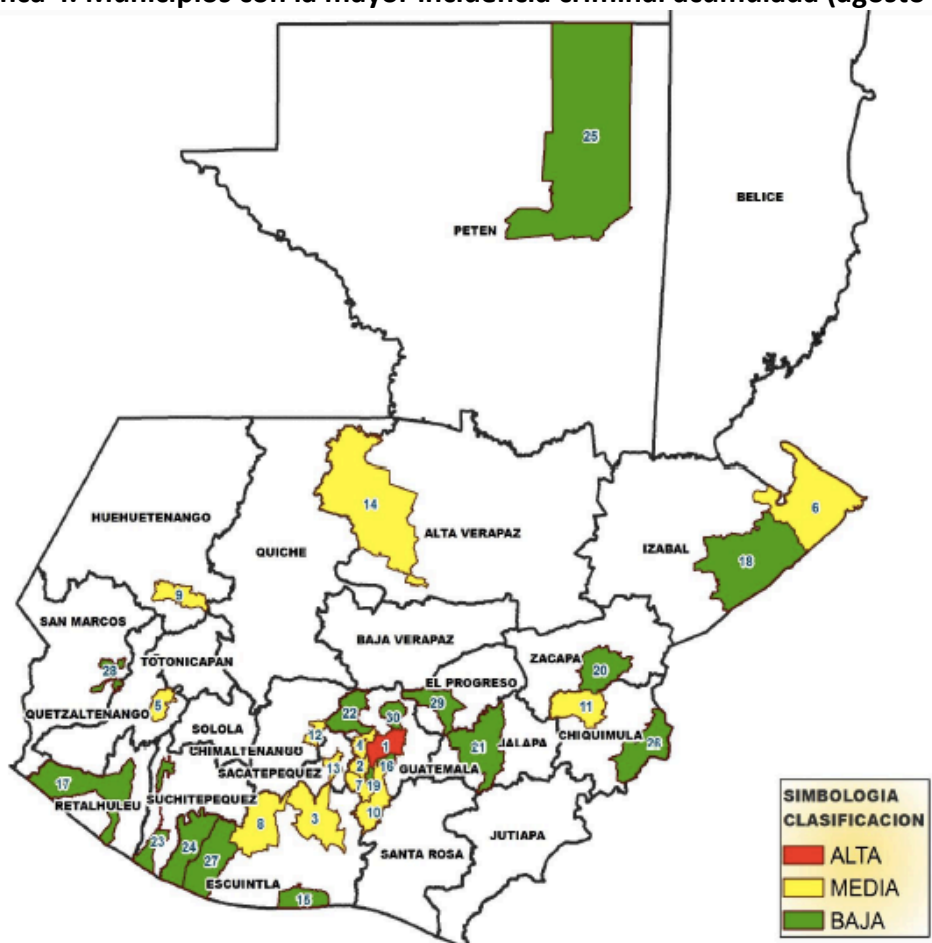 4. Municipios con la mayor incidencia criminal acumulada (agosto
25
BELICE
PETEN
14
6
HUEHUETENANGO
ALTA VERAPAZ
QUICHE
IZABAL
18
9
SAN MARCOS
BAJA VERAPAZ
TOTONICAPAN
ZACAPA
28
20
EL PROGRESO
5
29
11
QUETZALTENANGO
22
30
SOLOLA
12
CHIQUIMULA
4
1
21
JALAPA
26
CHIMALTENANGO
13
2
16
GUATEMALA
SACATEPEQUEZ
17
7
19
RETALHULEU
SUCHITEPEQUEZ
10
8
3
JUTIAPA
23
24
27
SANTA ROSA
ESCUINTLA
15
SIMBOLOGIA
CLASIFICACION
ALTA
MEDIA
BAJA